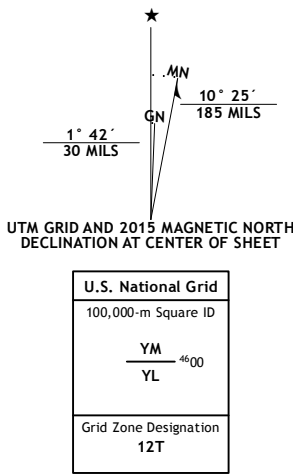 ★
MN
GN
10° 25´
185 MILS
1° 42´
30 MILS
UTM GRID AND 2015 MAGNETIC NORTH
DECLINATION AT CENTER OF SHEET
U.S. National Grid
100,000-m Square ID
YM
4600
YL
Grid Zone Designation
12T